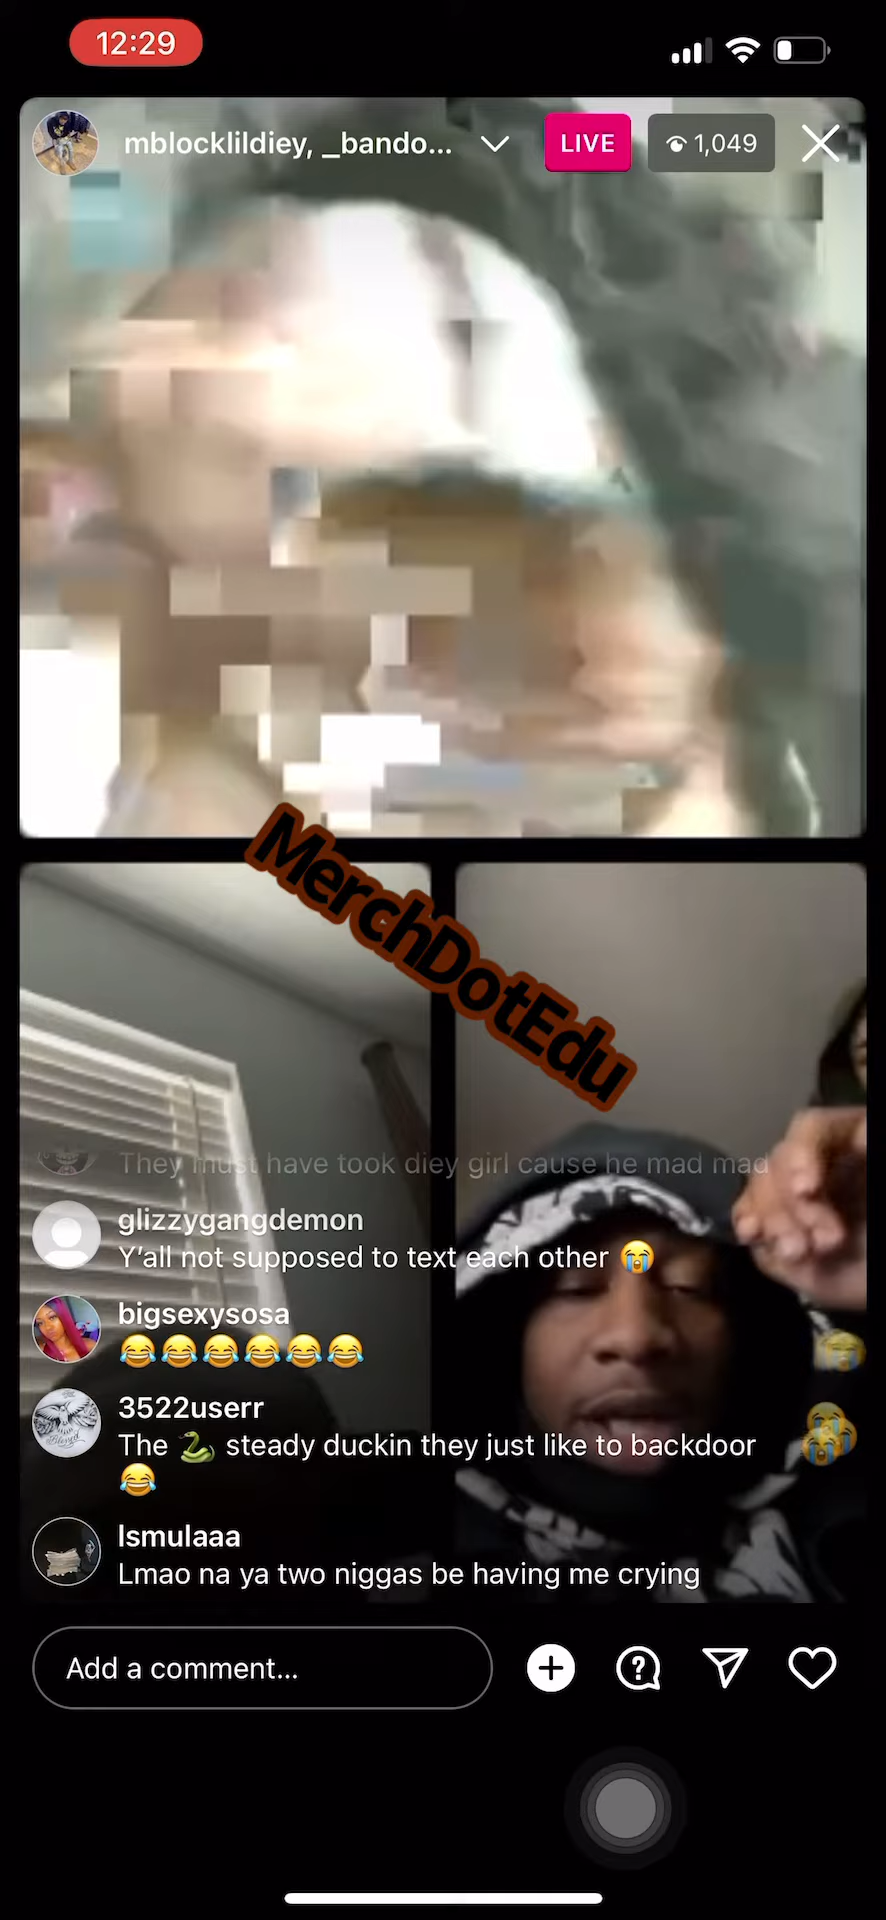 12:29
mblocklildiey, _bando...
LIVE
1,049
MerchDotEdu
They must have took diey girl cause he mad mad
glizzygangdemon
Y'all not supposed to text each other 😭
bigsexysosa
😂😂😂😂😂😂
3522userr
The 🐍 steady duckin they just like to backdoor
😂
lsmulaaa
Lmao na ya two niggas be having me crying
Add a comment...